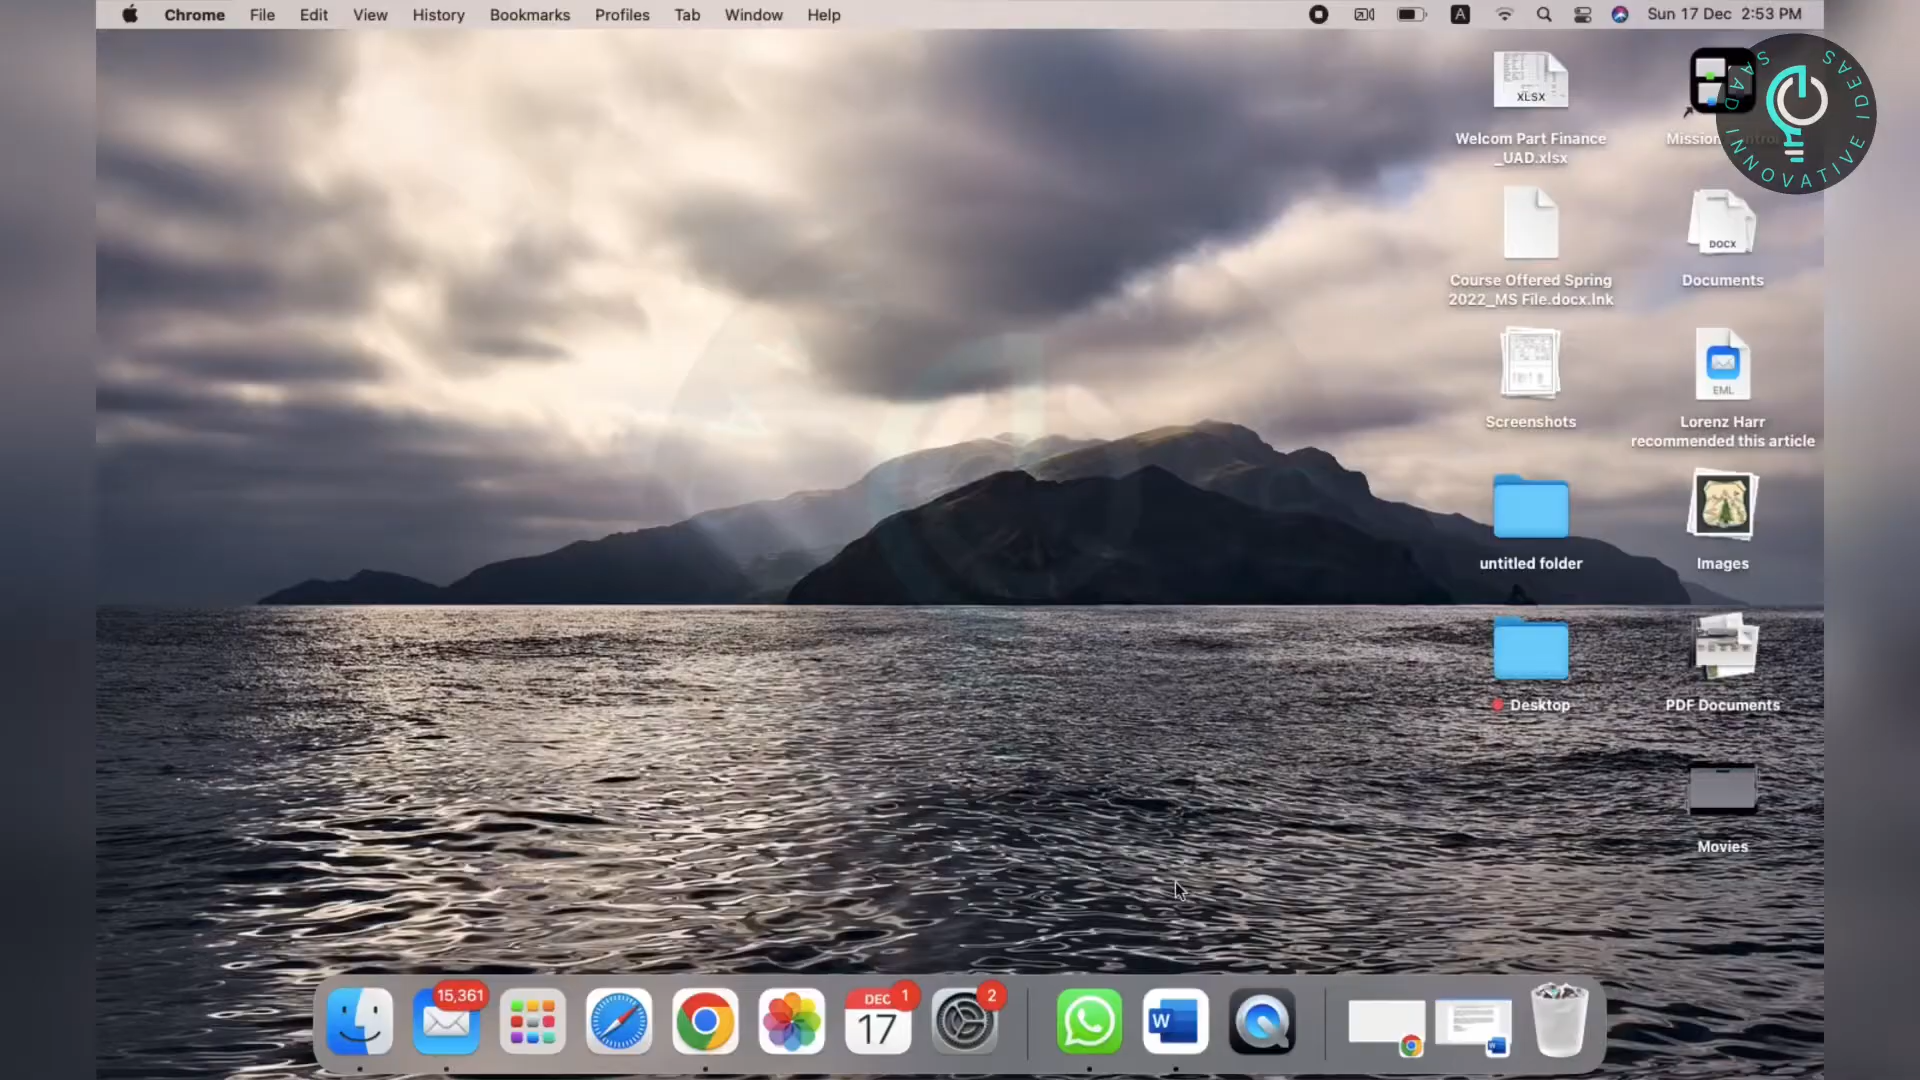 Chrome File Edit View History Bookmarks Profiles Tab Window Help
A
Sun 17 Dec 2:53 PM
SAAD INNOVATIVE IDEAS
XLSX
Welcom Part Finance
_UAD.xlsx
Mission
Course Offered Spring
2022_MS File.docx.lnk
DOCX
Documents
Screenshots
EML
Lorenz Harr
recommended this article
untitled folder
Images
Desktop
PDF Documents
Movies
15,361
DEC
1
17
2
W